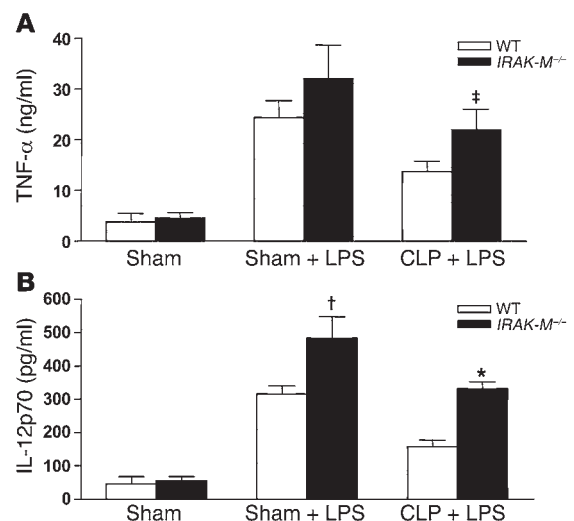 A
40
WT
IRAK-M⁻/⁻
30
‡
20
TNF-α (ng/ml)
10
0
Sham Sham + LPS CLP + LPS
B
600
†
WT
IRAK-M⁻/⁻
500
400
*
300
IL-12p70 (pg/ml)
200
100
0
Sham Sham + LPS CLP + LPS